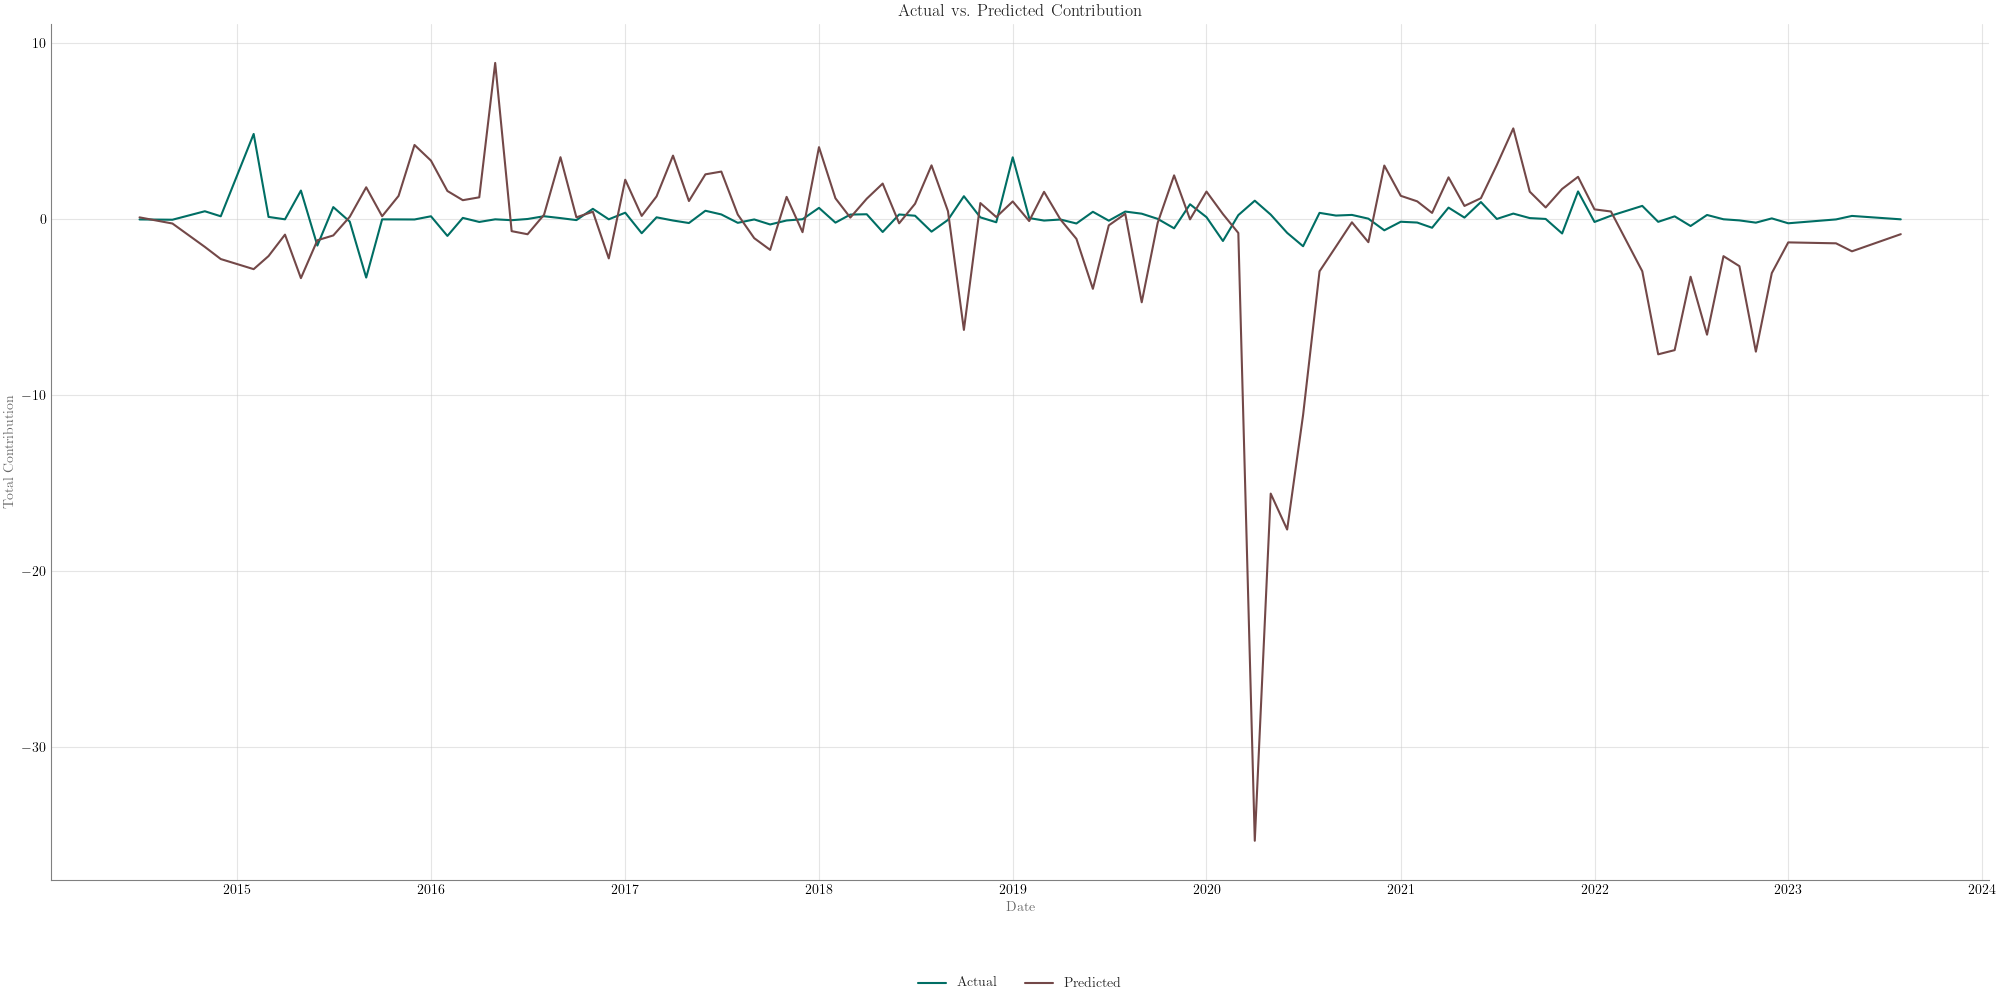 Actual vs. Predicted Contribution
10
0
−10
−20
−30
Total Contribution
2015 2016 2017 2018 2019 2020 2021 2022 2023 2024
Date
Actual Predicted